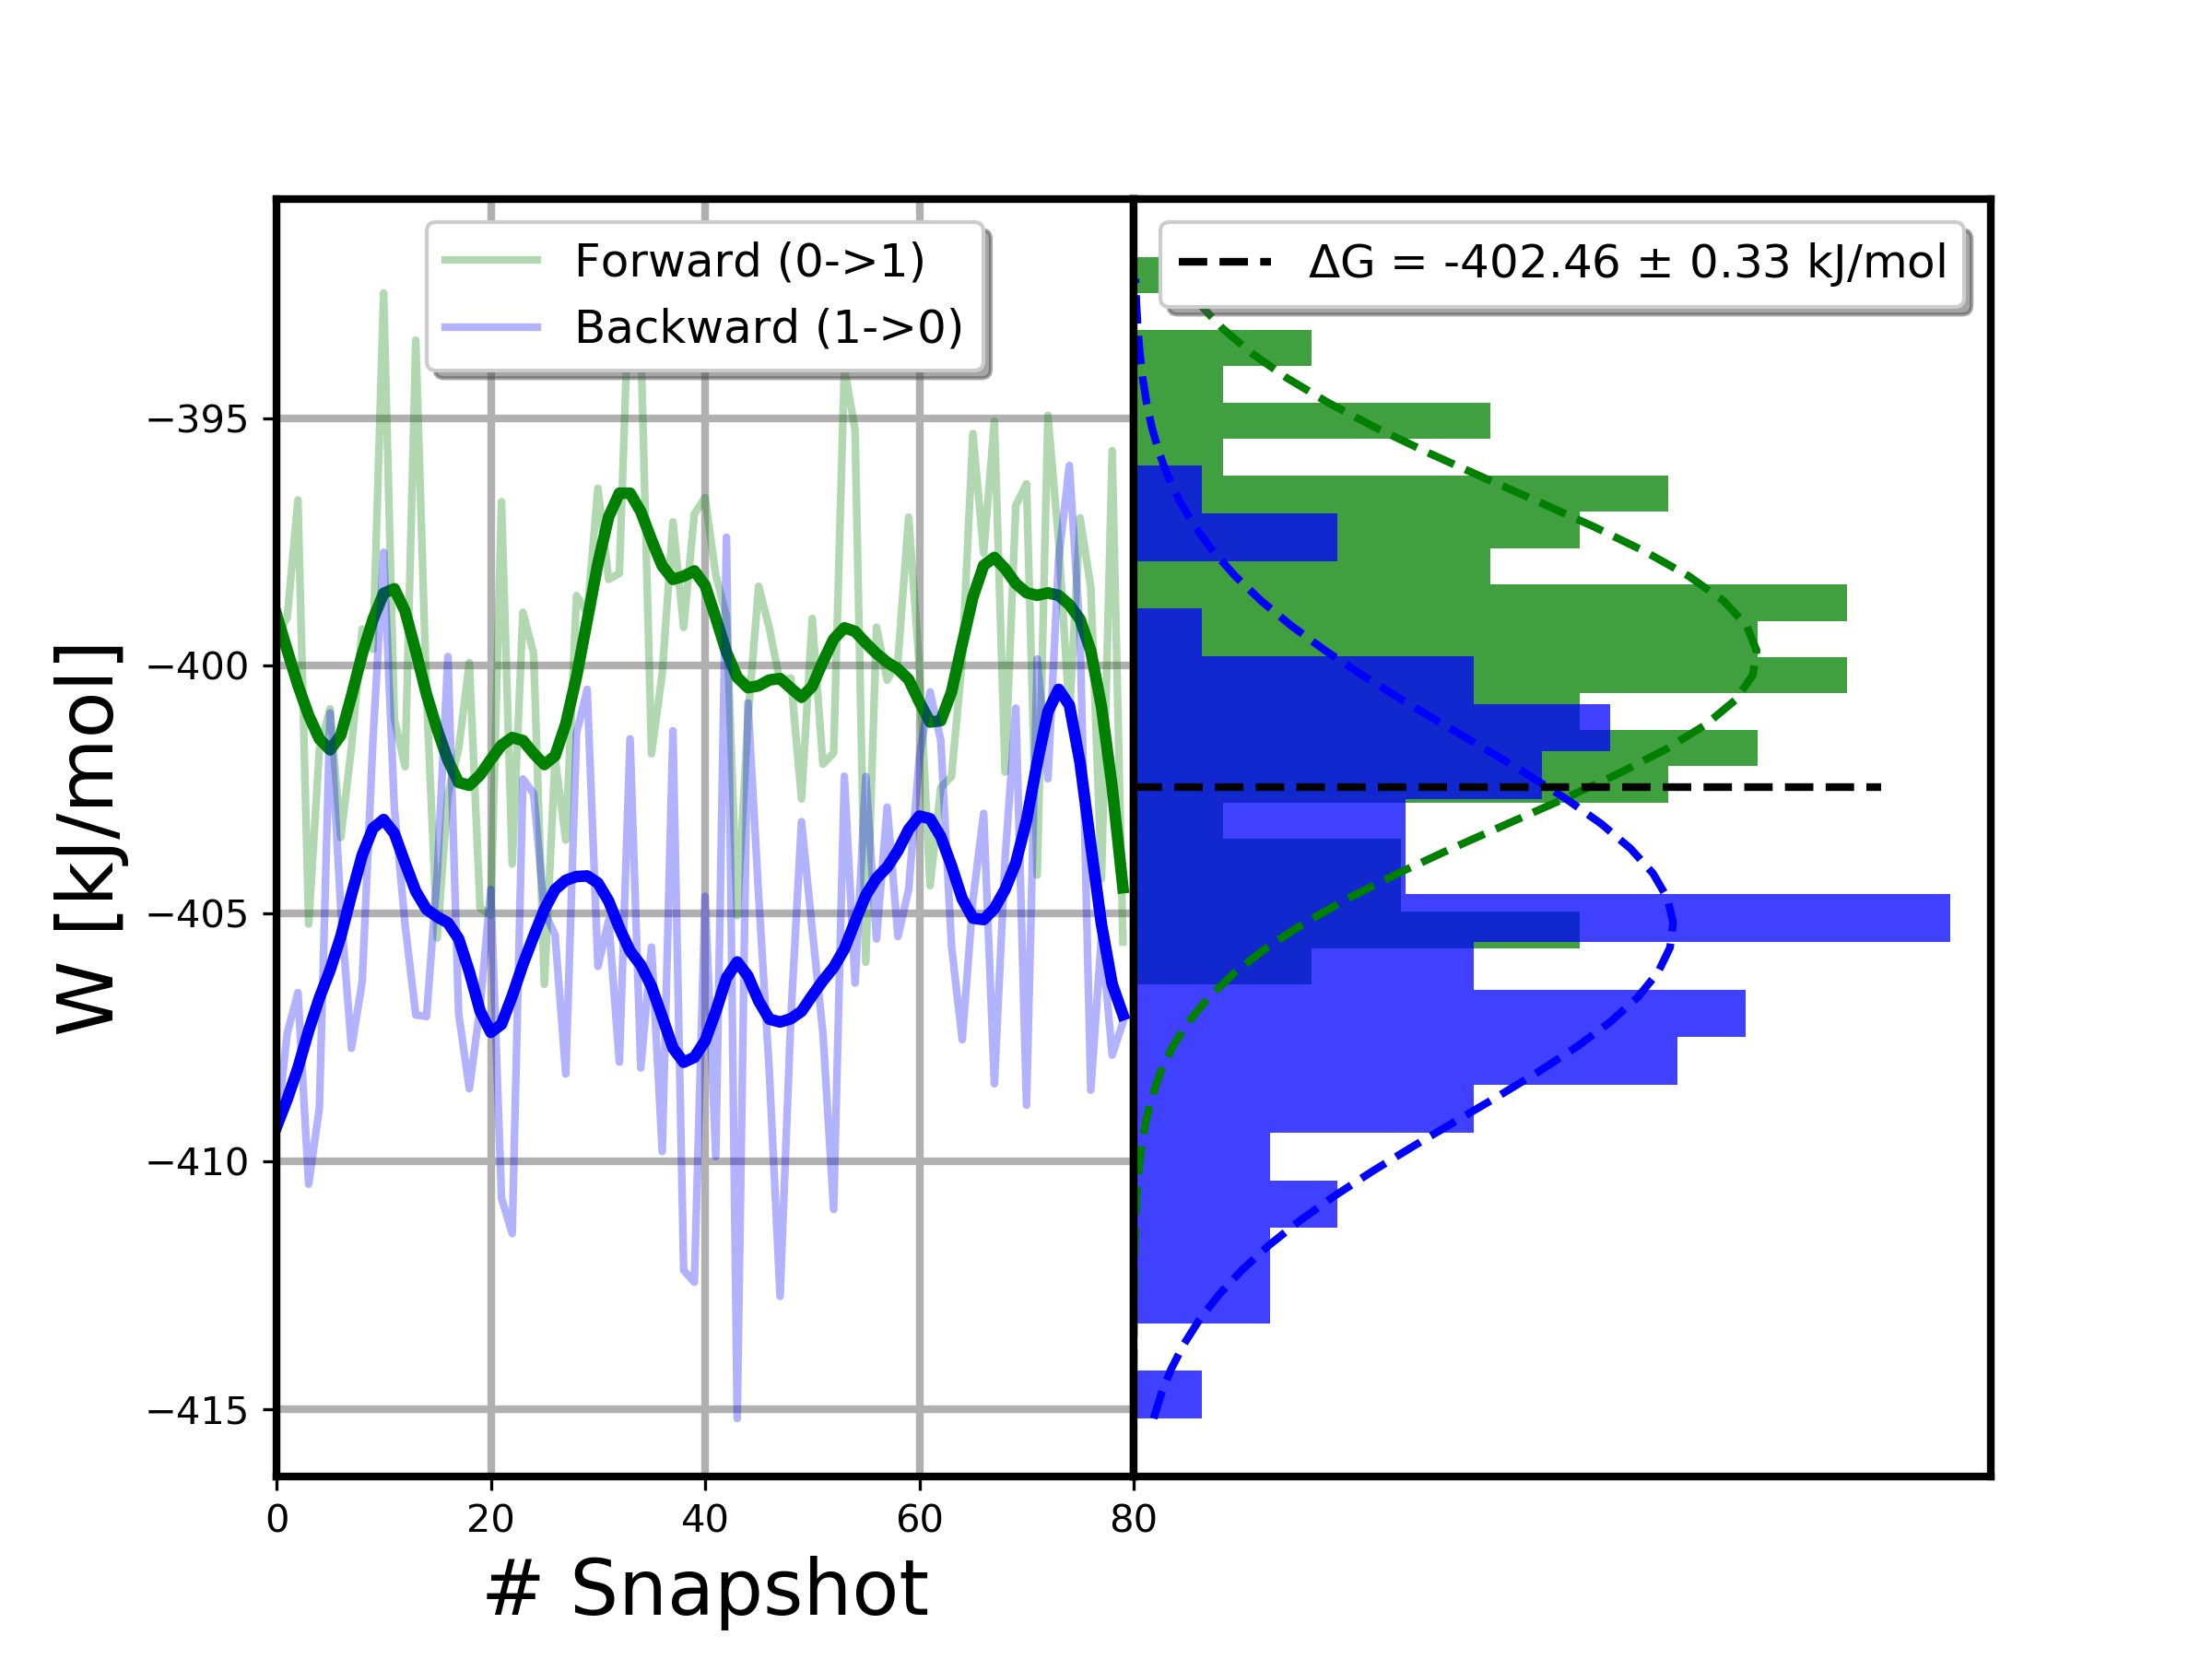 Forward (0->1)
Backward (1->0)
ΔG = -402.46 ± 0.33 kJ/mol
W [kJ/mol]
−395
−400
−405
−410
−415
0 20 40 60 80
# Snapshot